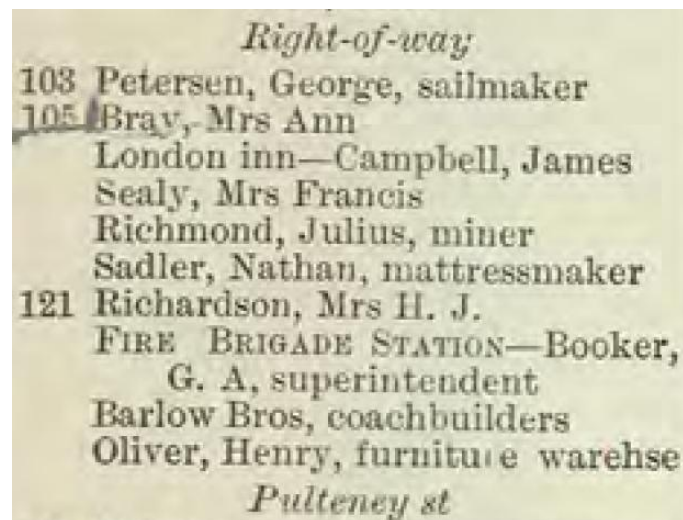 Right-of-way
103 Petersen, George, sailmaker
105 Bray, Mrs Ann
London inn—Campbell, James
Sealy, Mrs Francis
Richmond, Julius, miner
Sadler, Nathan, mattressmaker
121 Richardson, Mrs H. J.
FIRE BRIGADE STATION—Booker,
G. A, superintendent
Barlow Bros, coachbuilders
Oliver, Henry, furniture warehse
Pulteney st